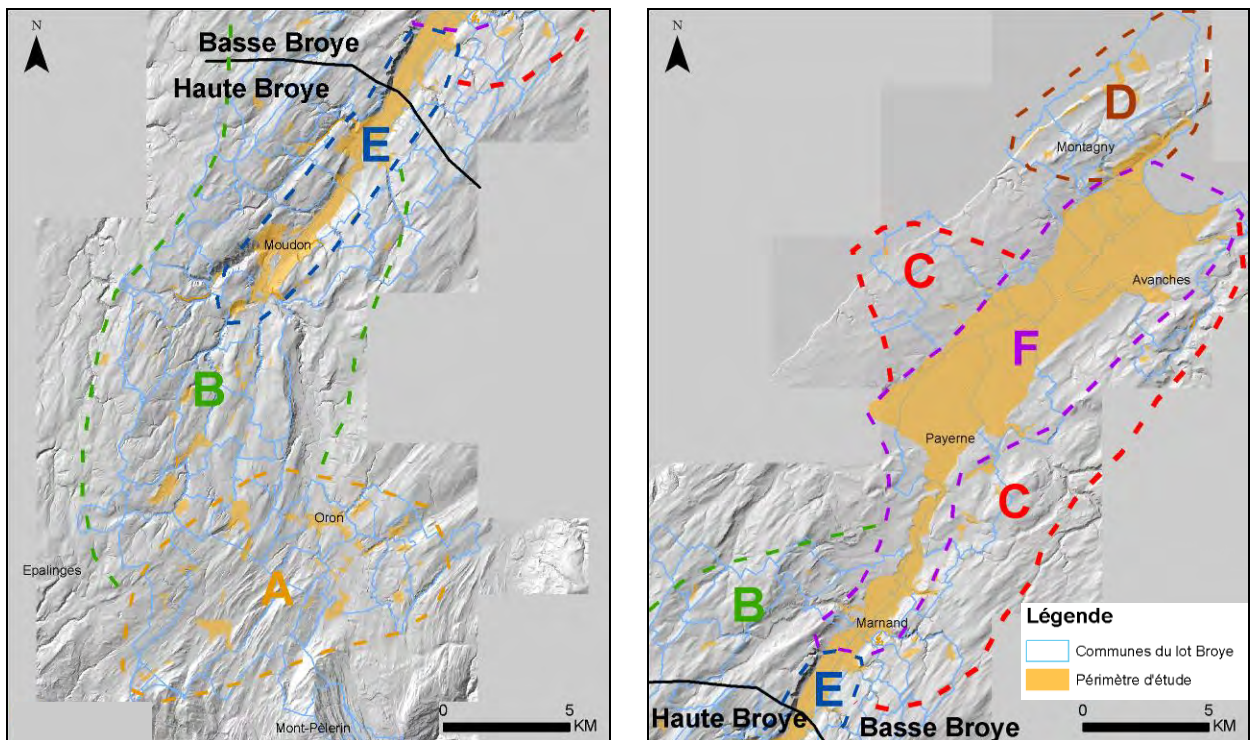 N
Basse Broye
Haute Broye
E
Moudon
B
Oron
Epalinges
A
Mont-Pèlerin
0 5
KM
N
D
Montagny
C
Avanches
F
Payerne
C
B
Marnand
E
Haute Broye
Basse Broye
Légende
Communes du lot Broye
Périmètre d'étude
0 5
KM